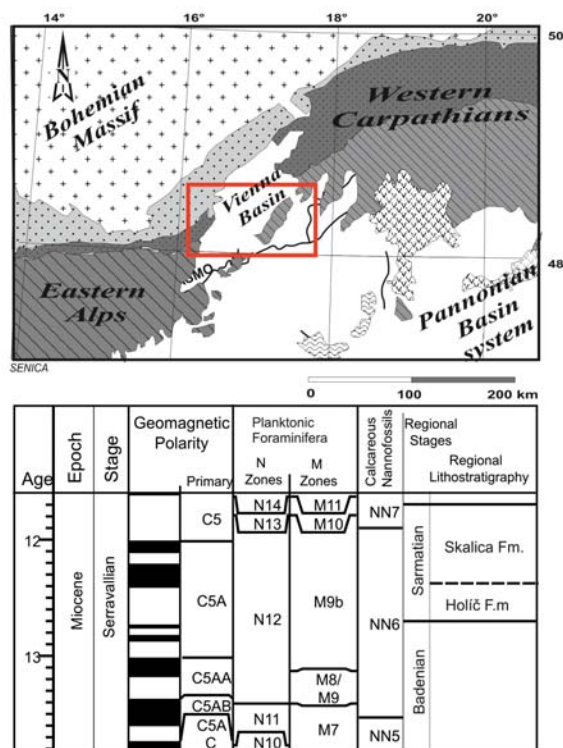 14°
16°
18°
20°
50
N
Bohemian
Massif
Western
Carpathians
Vienna
Basin
48
Eastern
Alps
Pannonian
Basin
system
SENICA
0 100 200 km
Age
Epoch
Stage
Geomagnetic
Polarity
Primary
Planktonic
Foraminifera
N
Zones
M
Zones
Calcareous
Nannofossils
Regional
Stages
Regional
Lithostratigraphy
12
13
Miocene
Serravallian
C5
C5A
C5AA
C5AB
C5A
C
N14
N13
N12
N11
N10
M11
M10
M9b
M8/
M9
M7
NN7
NN6
NN5
Sarmatian
Badenian
Skalica Fm.
Holíč F.m